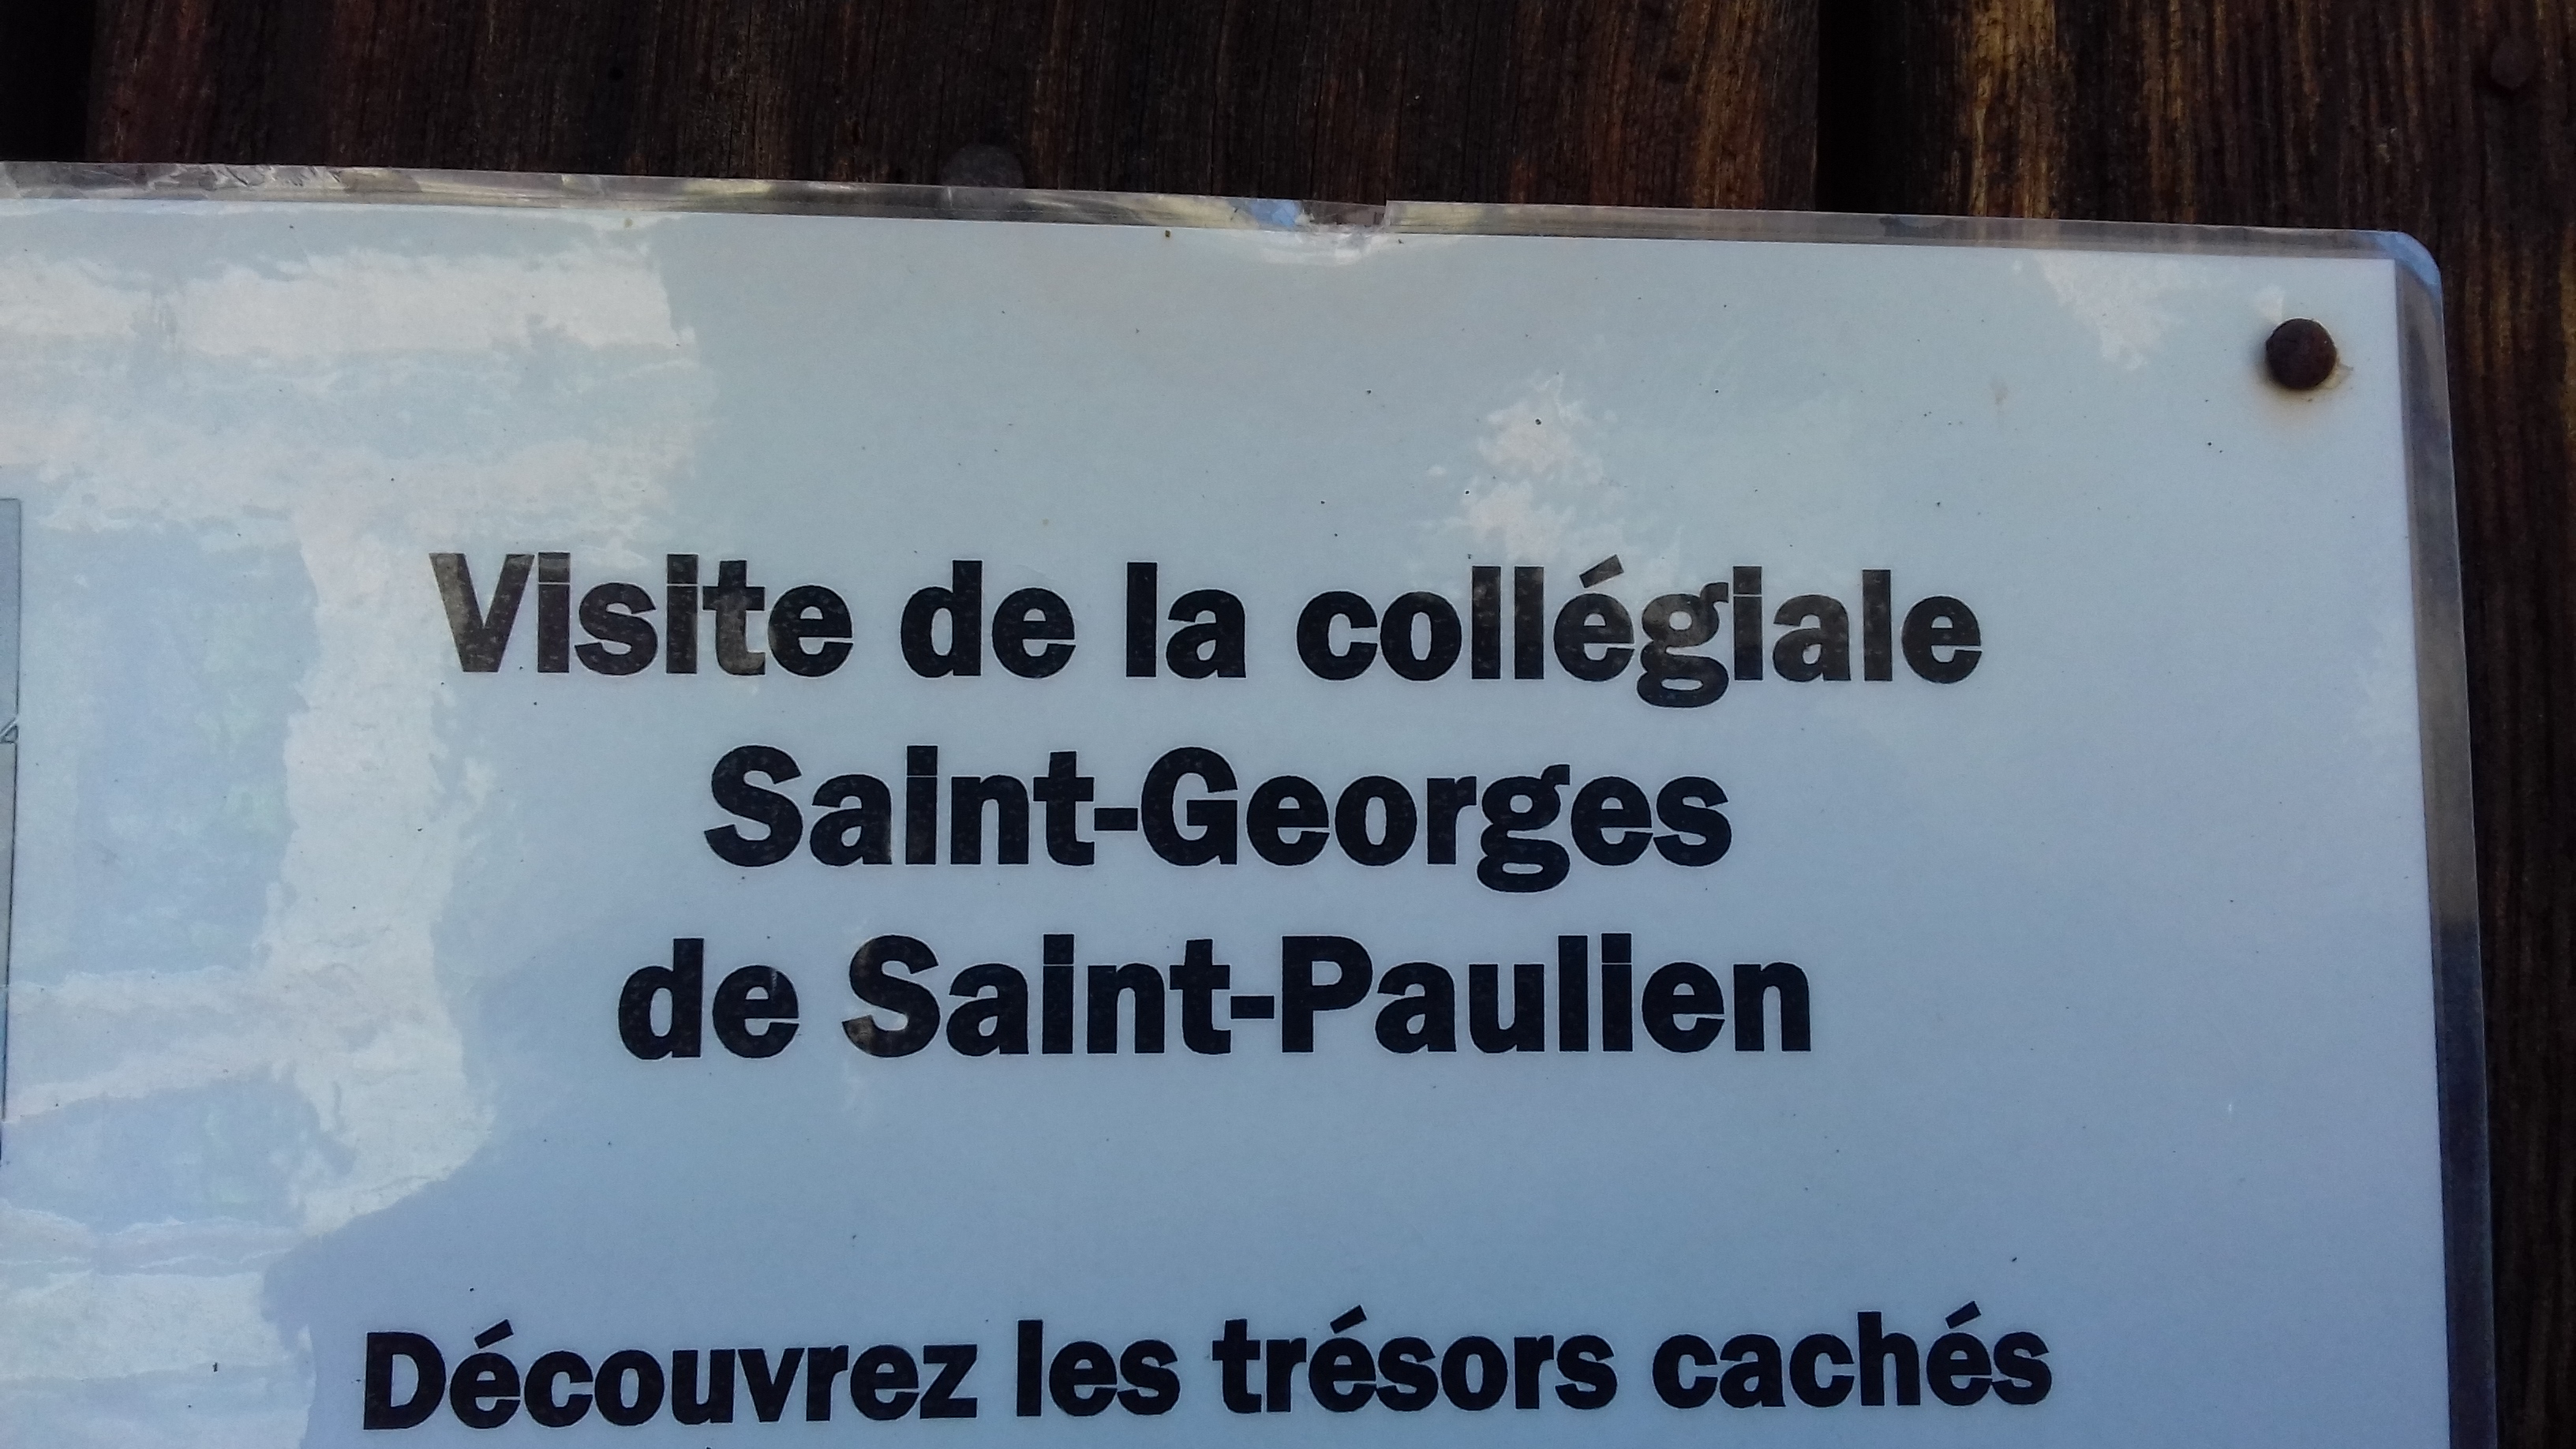 Visite de la collégiale
Saint-Georges
de Saint-Paulien
Découvrez les trésors cachés